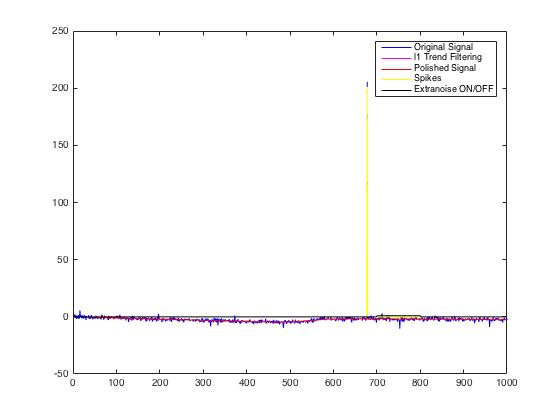 250
200
150
100
50
0
-50
0 100 200 300 400 500 600 700 800 900 1000
Original Signal
l1 Trend Filtering
Polished Signal
Spikes
Extranoise ON/OFF